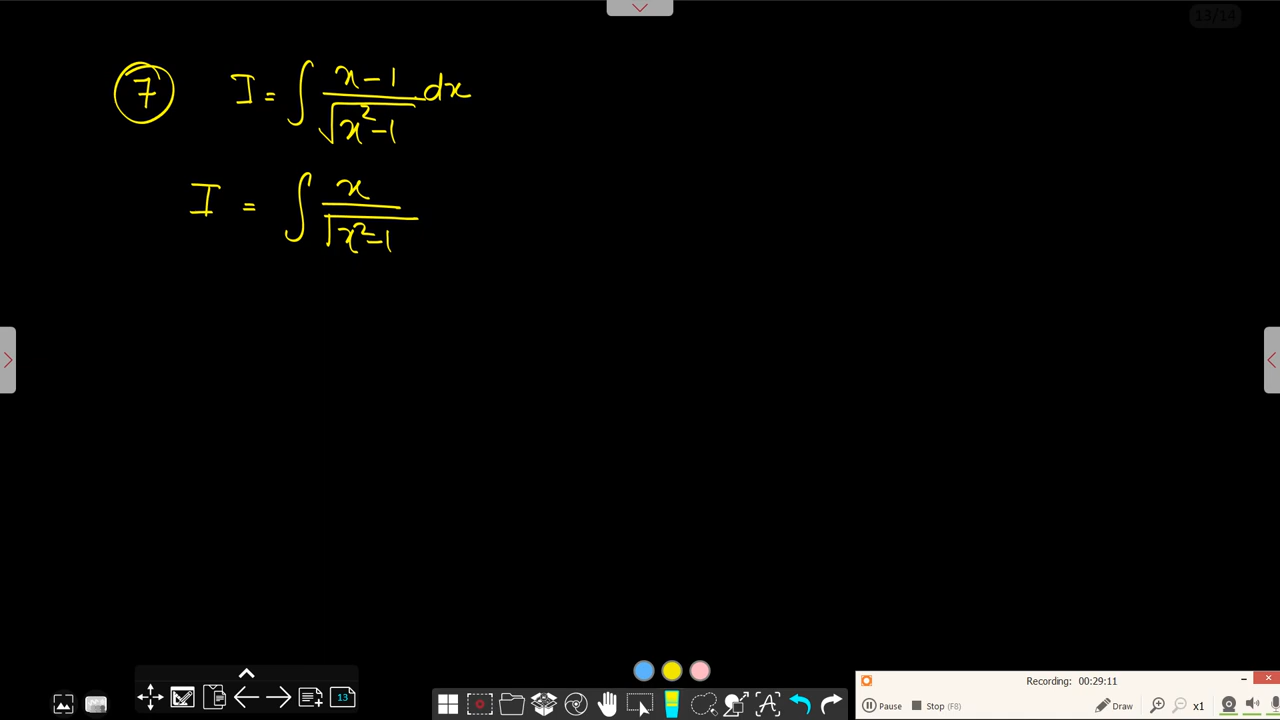 13/14
7 I = ∫ x-1 / √(x²-1) dx
I = ∫ x / √(x²-1)
Recording: 00:29:11
13 Pause Stop (F8) Draw x1